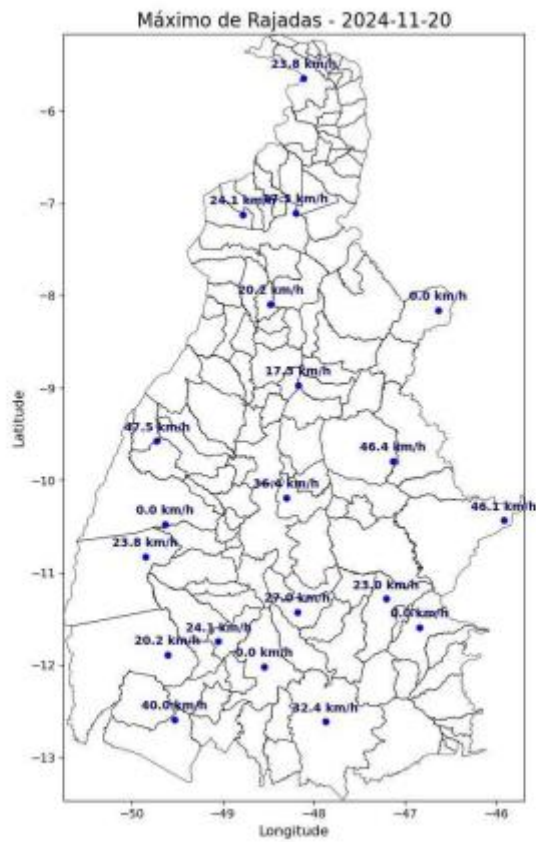 Máximo de Rajadas - 2024-11-20
23.8 km/h
24.1 km/h
20.2 km/h
0.0 km/h
17.3 km/h
47.5 km/h
46.4 km/h
36.4 km/h
46.1 km/h
0.0 km/h
23.8 km/h
23.0 km/h
27.0 km/h
0.0 km/h
24.1 km/h
20.2 km/h
0.0 km/h
40.0 km/h
32.4 km/h
Latitude
−6
−7
−8
−9
−10
−11
−12
−13
−50
−49
−48
−47
−46
Longitude